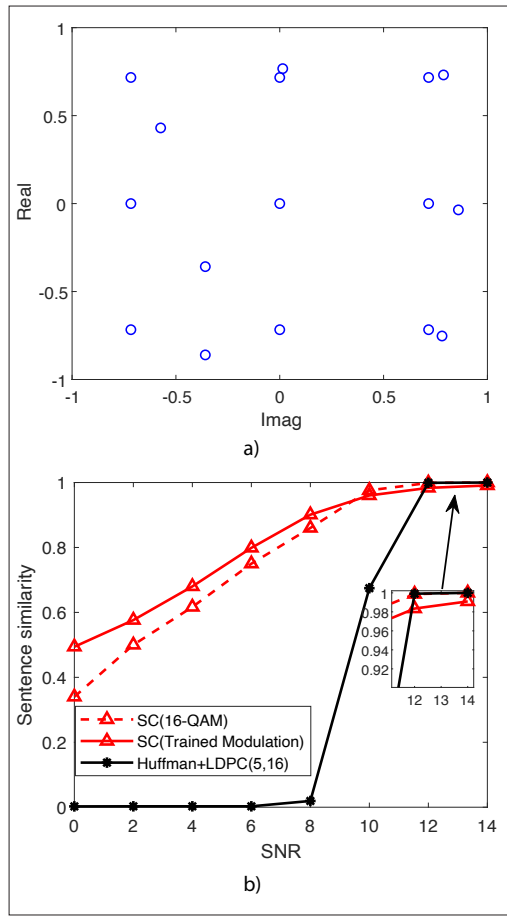 1
0.5
0
-0.5
-1
Real
-1
-0.5
0
0.5
1
Imag
a)
1
0.8
0.6
0.4
0.2
0
Sentence similarity
1
0.98
0.96
0.94
0.92
12
14
SC(16-QAM)
SC(Trained Modulation)
Huffman+LDPC(5,16)
0 2 4 6 8 10 12 14
SNR
b)